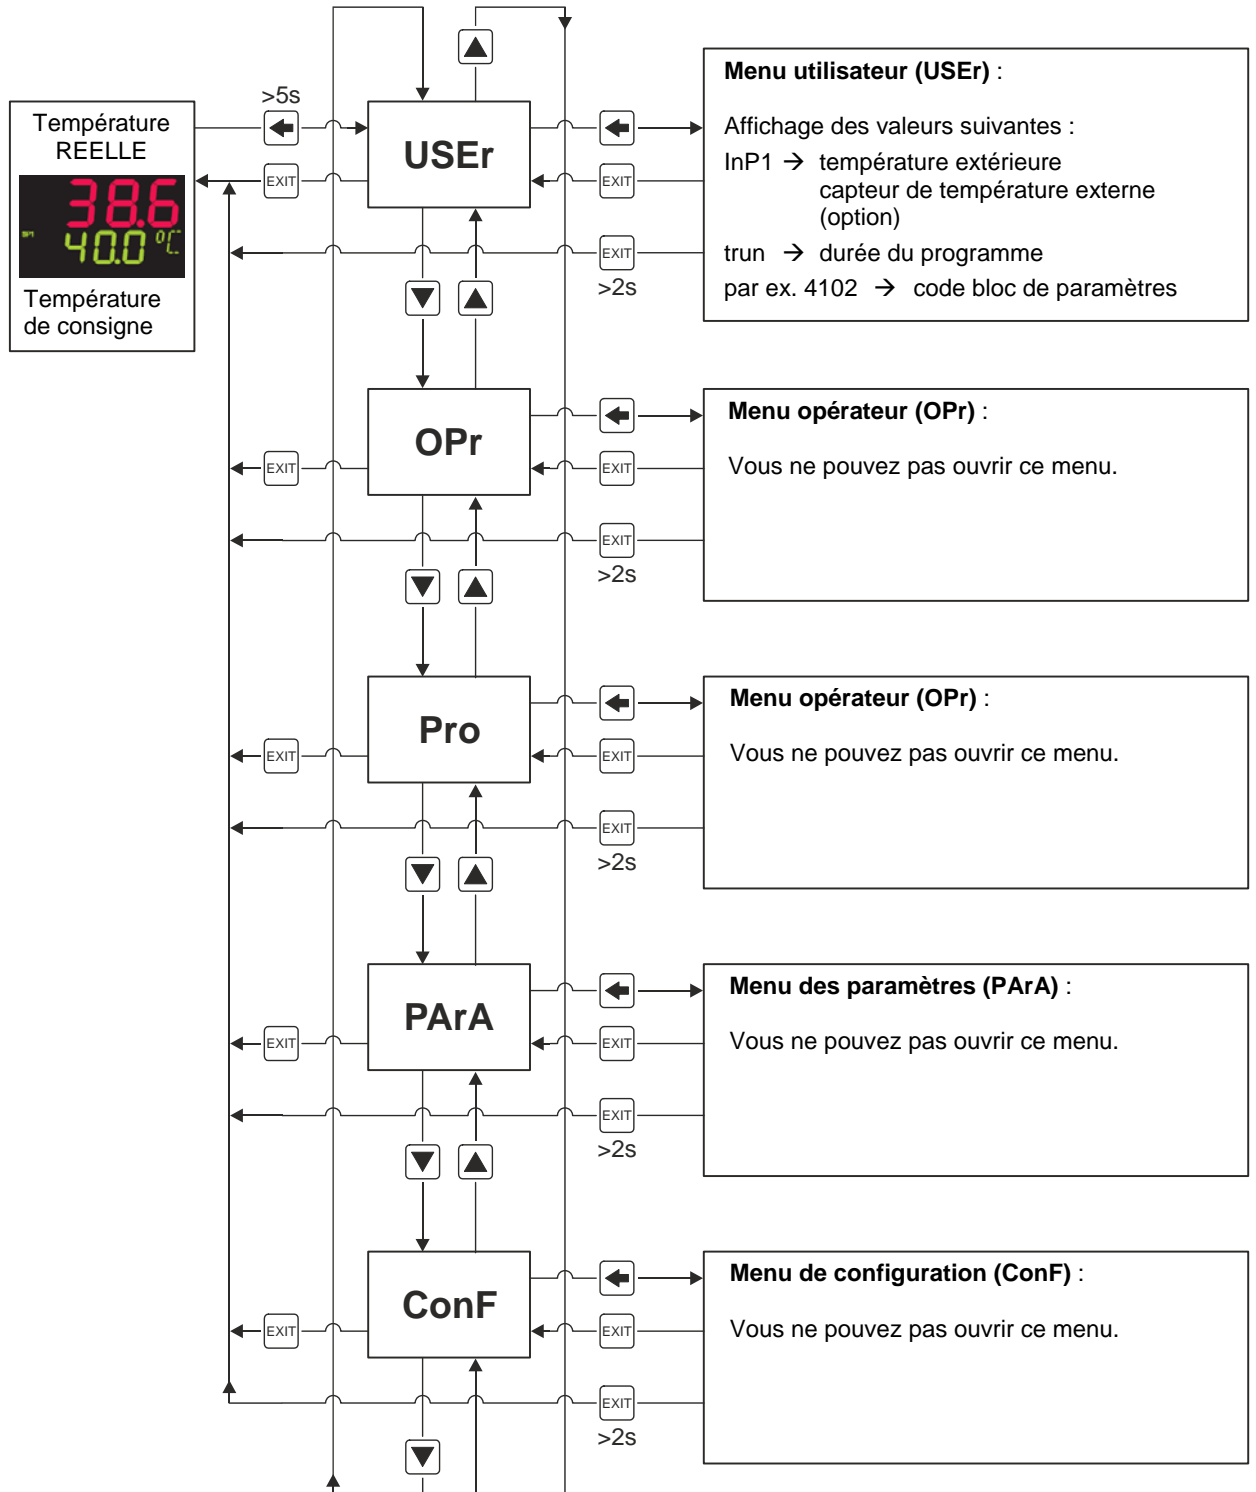 Température
REELLE
38.6
SP1 40.0 °C
Température
de consigne
>5s
EXIT
USEr
EXIT
EXIT
>2s
Menu utilisateur (USEr) :
Affichage des valeurs suivantes :
InP1 → température extérieure
capteur de température externe
(option)
trun → durée du programme
par ex. 4102 → code bloc de paramètres
OPr
EXIT
EXIT
EXIT
>2s
Menu opérateur (OPr) :
Vous ne pouvez pas ouvrir ce menu.
Pro
EXIT
EXIT
EXIT
>2s
Menu opérateur (OPr) :
Vous ne pouvez pas ouvrir ce menu.
PArA
EXIT
EXIT
EXIT
>2s
Menu des paramètres (PArA) :
Vous ne pouvez pas ouvrir ce menu.
ConF
EXIT
EXIT
EXIT
>2s
Menu de configuration (ConF) :
Vous ne pouvez pas ouvrir ce menu.